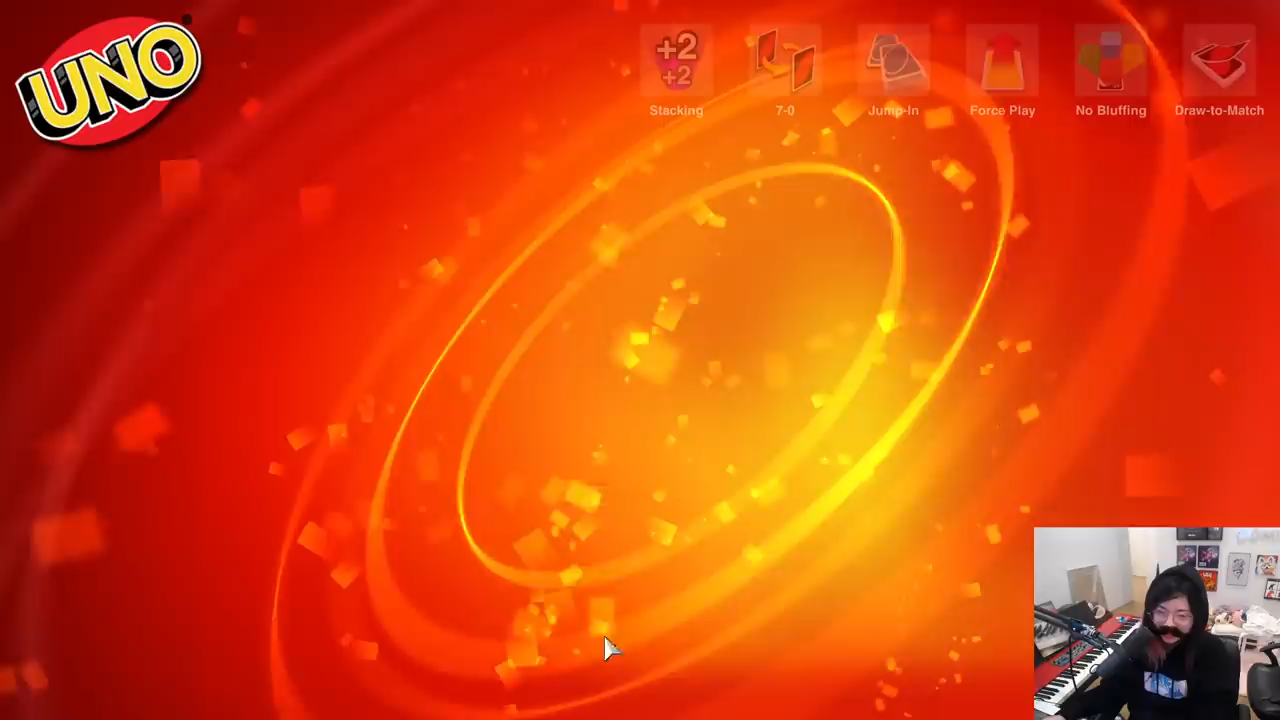 UNO
+2
+2
Stacking
7-0
Jump-In
Force Play
No Bluffing
Draw-to-Match